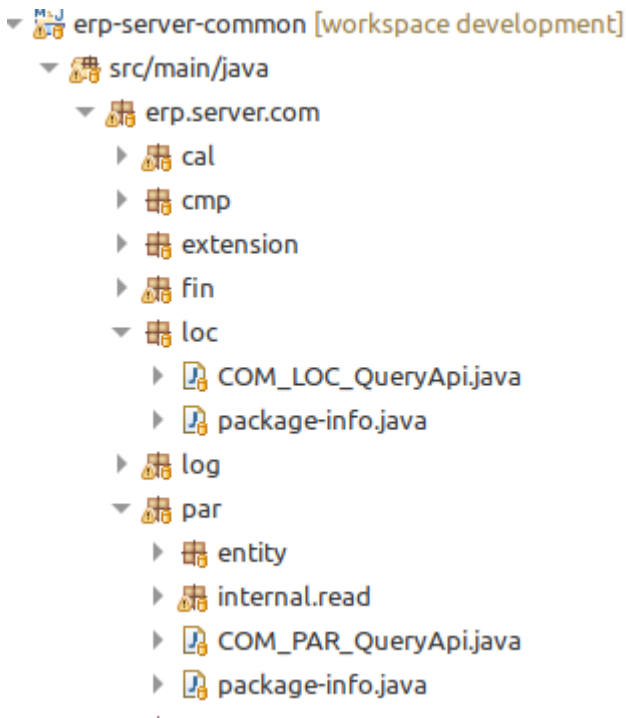 erp-server-common [workspace development]
src/main/java
erp.server.com
cal
cmp
extension
fin
loc
COM_LOC_QueryApi.java
package-info.java
log
par
entity
internal.read
COM_PAR_QueryApi.java
package-info.java